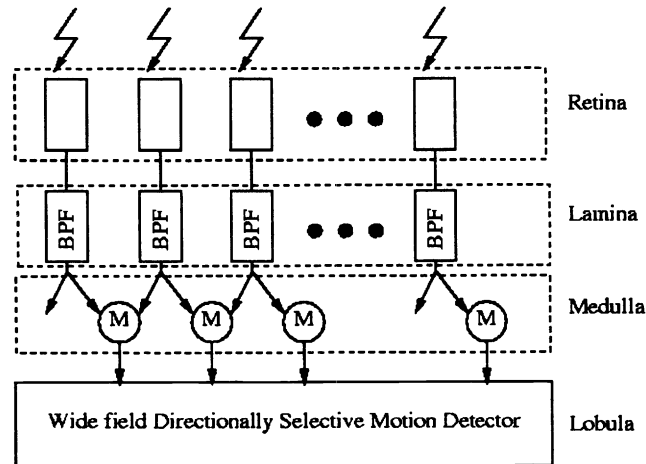 Retina
BPF BPF BPF BPF
Lamina
M M M M
Medulla
Wide field Directionally Selective Motion Detector
Lobula